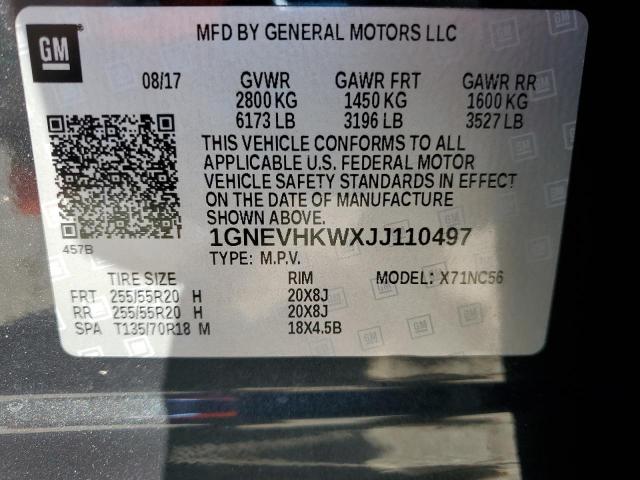 GM
MFD BY GENERAL MOTORS LLC
08/17 GVWR GAWR FRT GAWR RR
2800 KG 1450 KG 1600 KG
6173 LB 3196 LB 3527 LB
THIS VEHICLE CONFORMS TO ALL
APPLICABLE U.S. FEDERAL MOTOR
VEHICLE SAFETY STANDARDS IN EFFECT
ON THE DATE OF MANUFACTURE
SHOWN ABOVE.
1GNEVHKWXJJ110497
457B
TYPE: M.P.V.
TIRE SIZE RIM MODEL: X71NC56
FRT 255/55R20 H 20X8J
RR 255/55R20 H 20X8J
SPA T135/70R18 M 18X4.5B